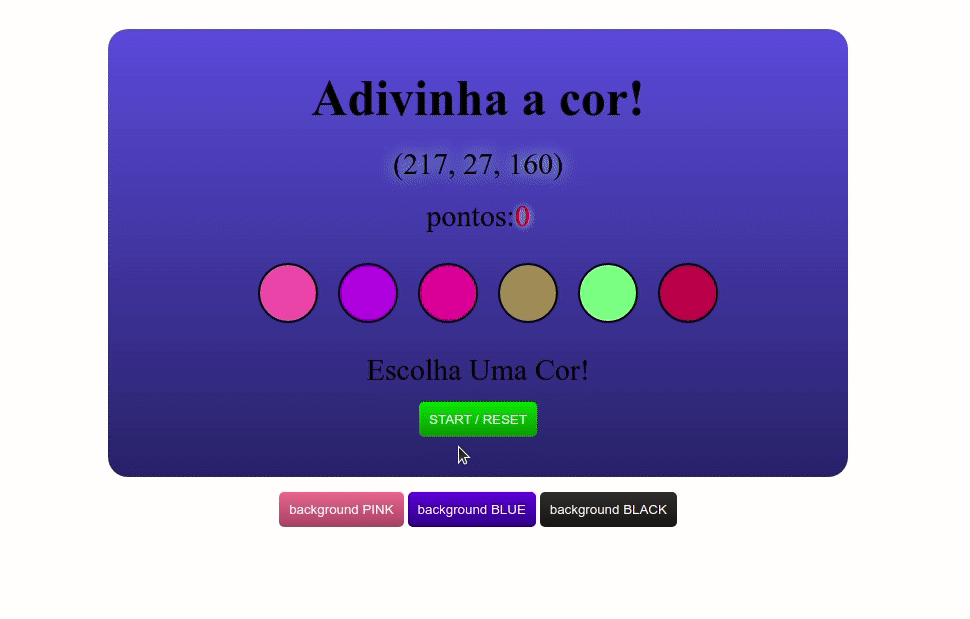 Adivinha a cor!
(217, 27, 160)
pontos:0
Escolha Uma Cor!
START / RESET
background PINK background BLUE background BLACK